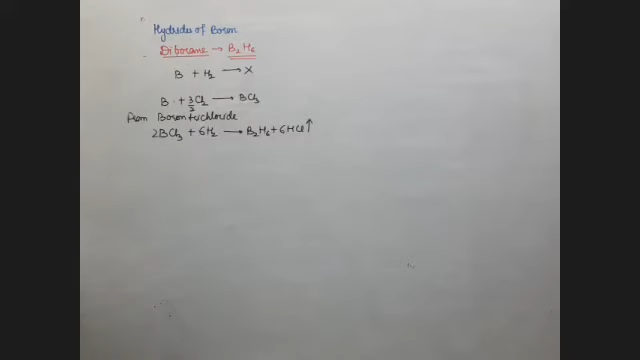 Hydrides of Boron
Diborane → B₂H₆
B + H₂ → X
B + 3/2 Cl₂ → BCl₃
From Boron trichloride
2BCl₃ + 6H₂ → B₂H₆ + 6HCl ↑